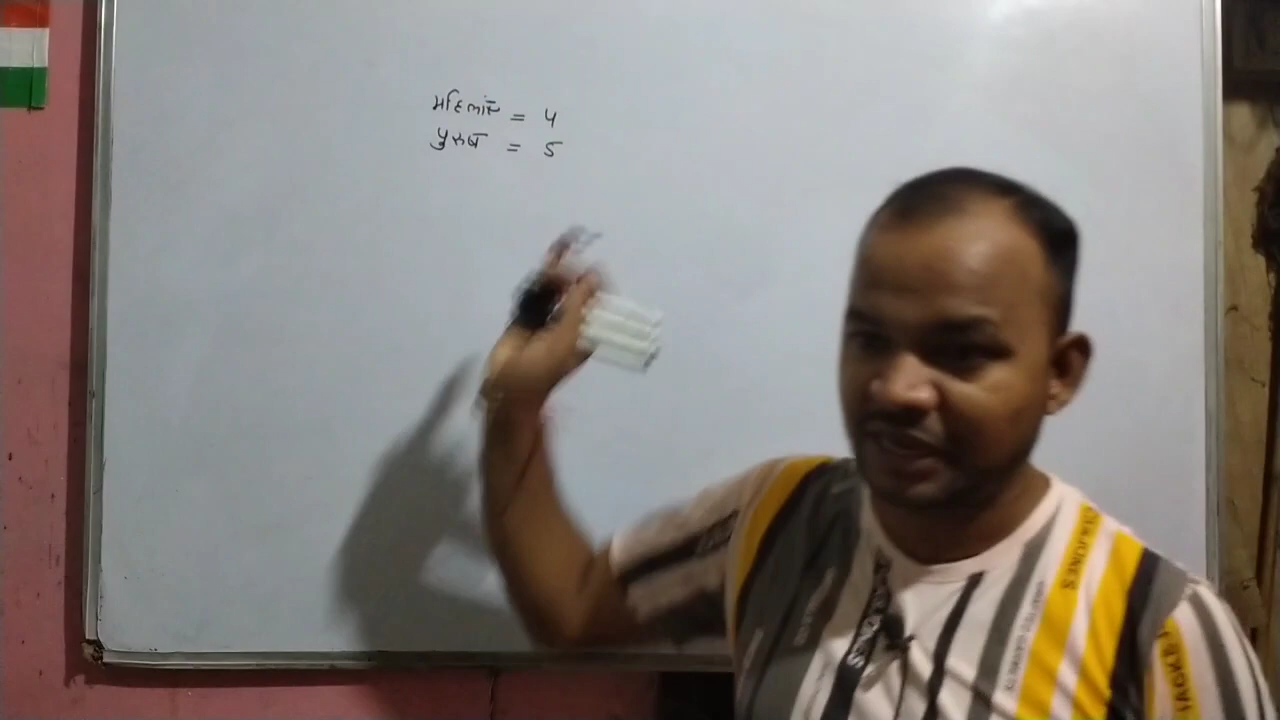 महिलाएं = 4
पुरुष = 5